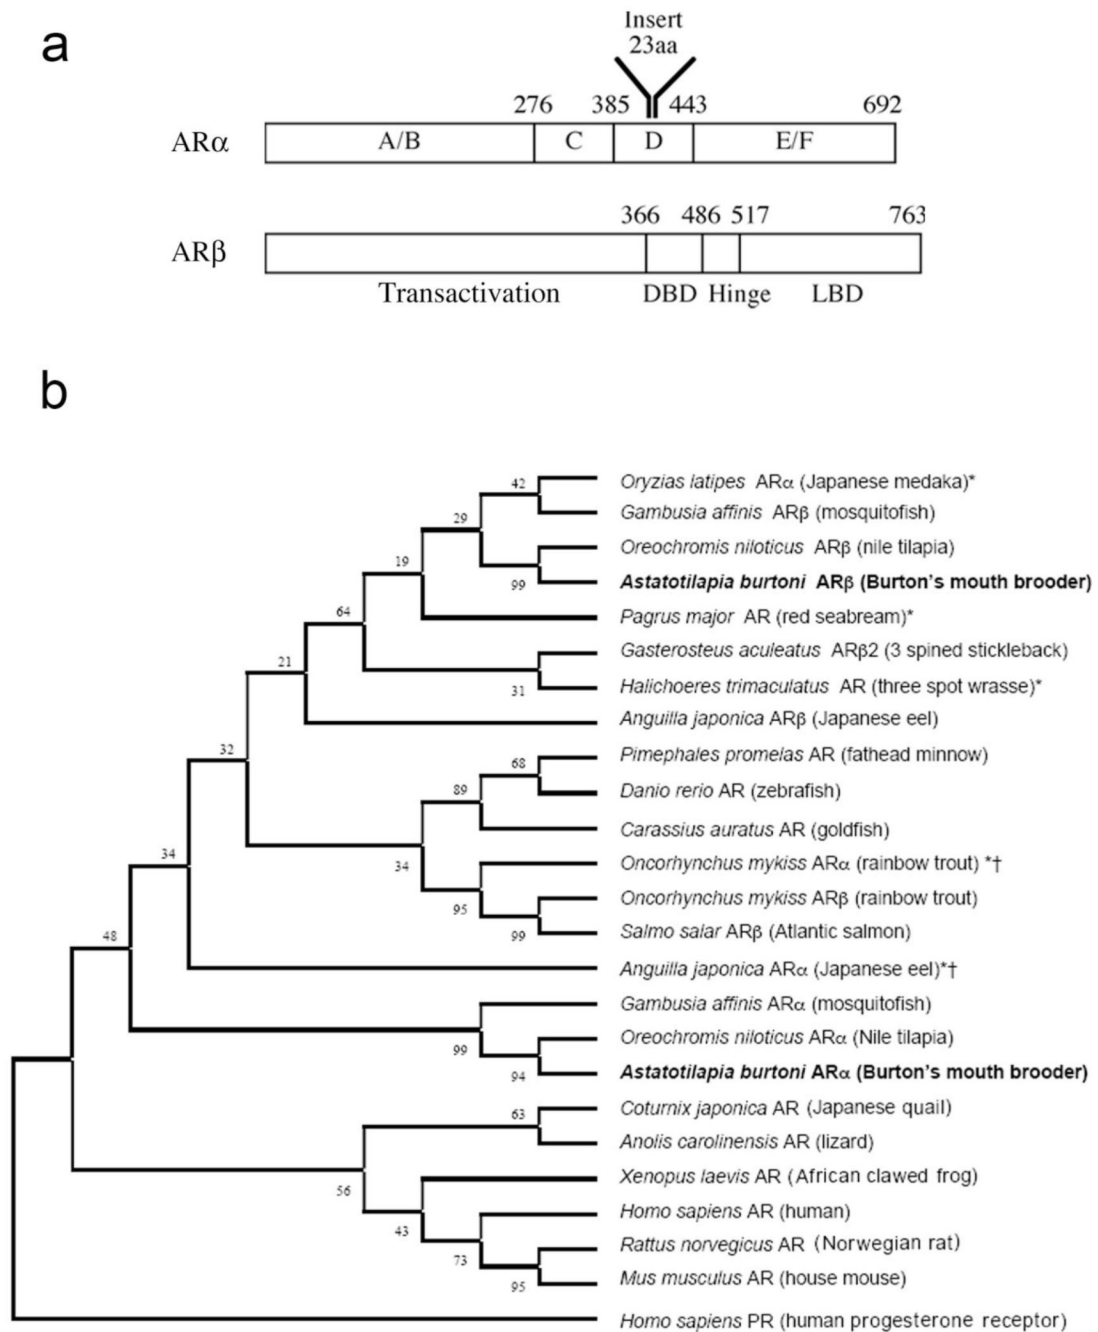 a
Insert
23aa
276 385 443 692
ARα A/B C D E/F
366 486 517 763
ARβ
Transactivation DBD Hinge LBD
b
42 Oryzias latipes ARα (Japanese medaka)*
Gambusia affinis ARβ (mosquitofish)
29
Oreochromis niloticus ARβ (nile tilapia)
19
99 Astatotilapia burtoni ARβ (Burton's mouth brooder)
64 Pagrus major AR (red seabream)*
Gasterosteus aculeatus ARβ2 (3 spined stickleback)
21
31 Halichoeres trimaculatus AR (three spot wrasse)*
Anguilla japonica ARβ (Japanese eel)
32
68 Pimephales promelas AR (fathead minnow)
89 Danio rerio AR (zebrafish)
Carassius auratus AR (goldfish)
34
34 Oncorhynchus mykiss ARα (rainbow trout) *†
95 Oncorhynchus mykiss ARβ (rainbow trout)
99 Salmo salar ARβ (Atlantic salmon)
48
Anguilla japonica ARα (Japanese eel)*†
Gambusia affinis ARα (mosquitofish)
99 Oreochromis niloticus ARα (Nile tilapia)
94 Astatotilapia burtoni ARα (Burton's mouth brooder)
63 Coturnix japonica AR (Japanese quail)
Anolis carolinensis AR (lizard)
56 Xenopus laevis AR (African clawed frog)
43 Homo sapiens AR (human)
73 Rattus norvegicus AR (Norwegian rat)
95 Mus musculus AR (house mouse)
Homo sapiens PR (human progesterone receptor)